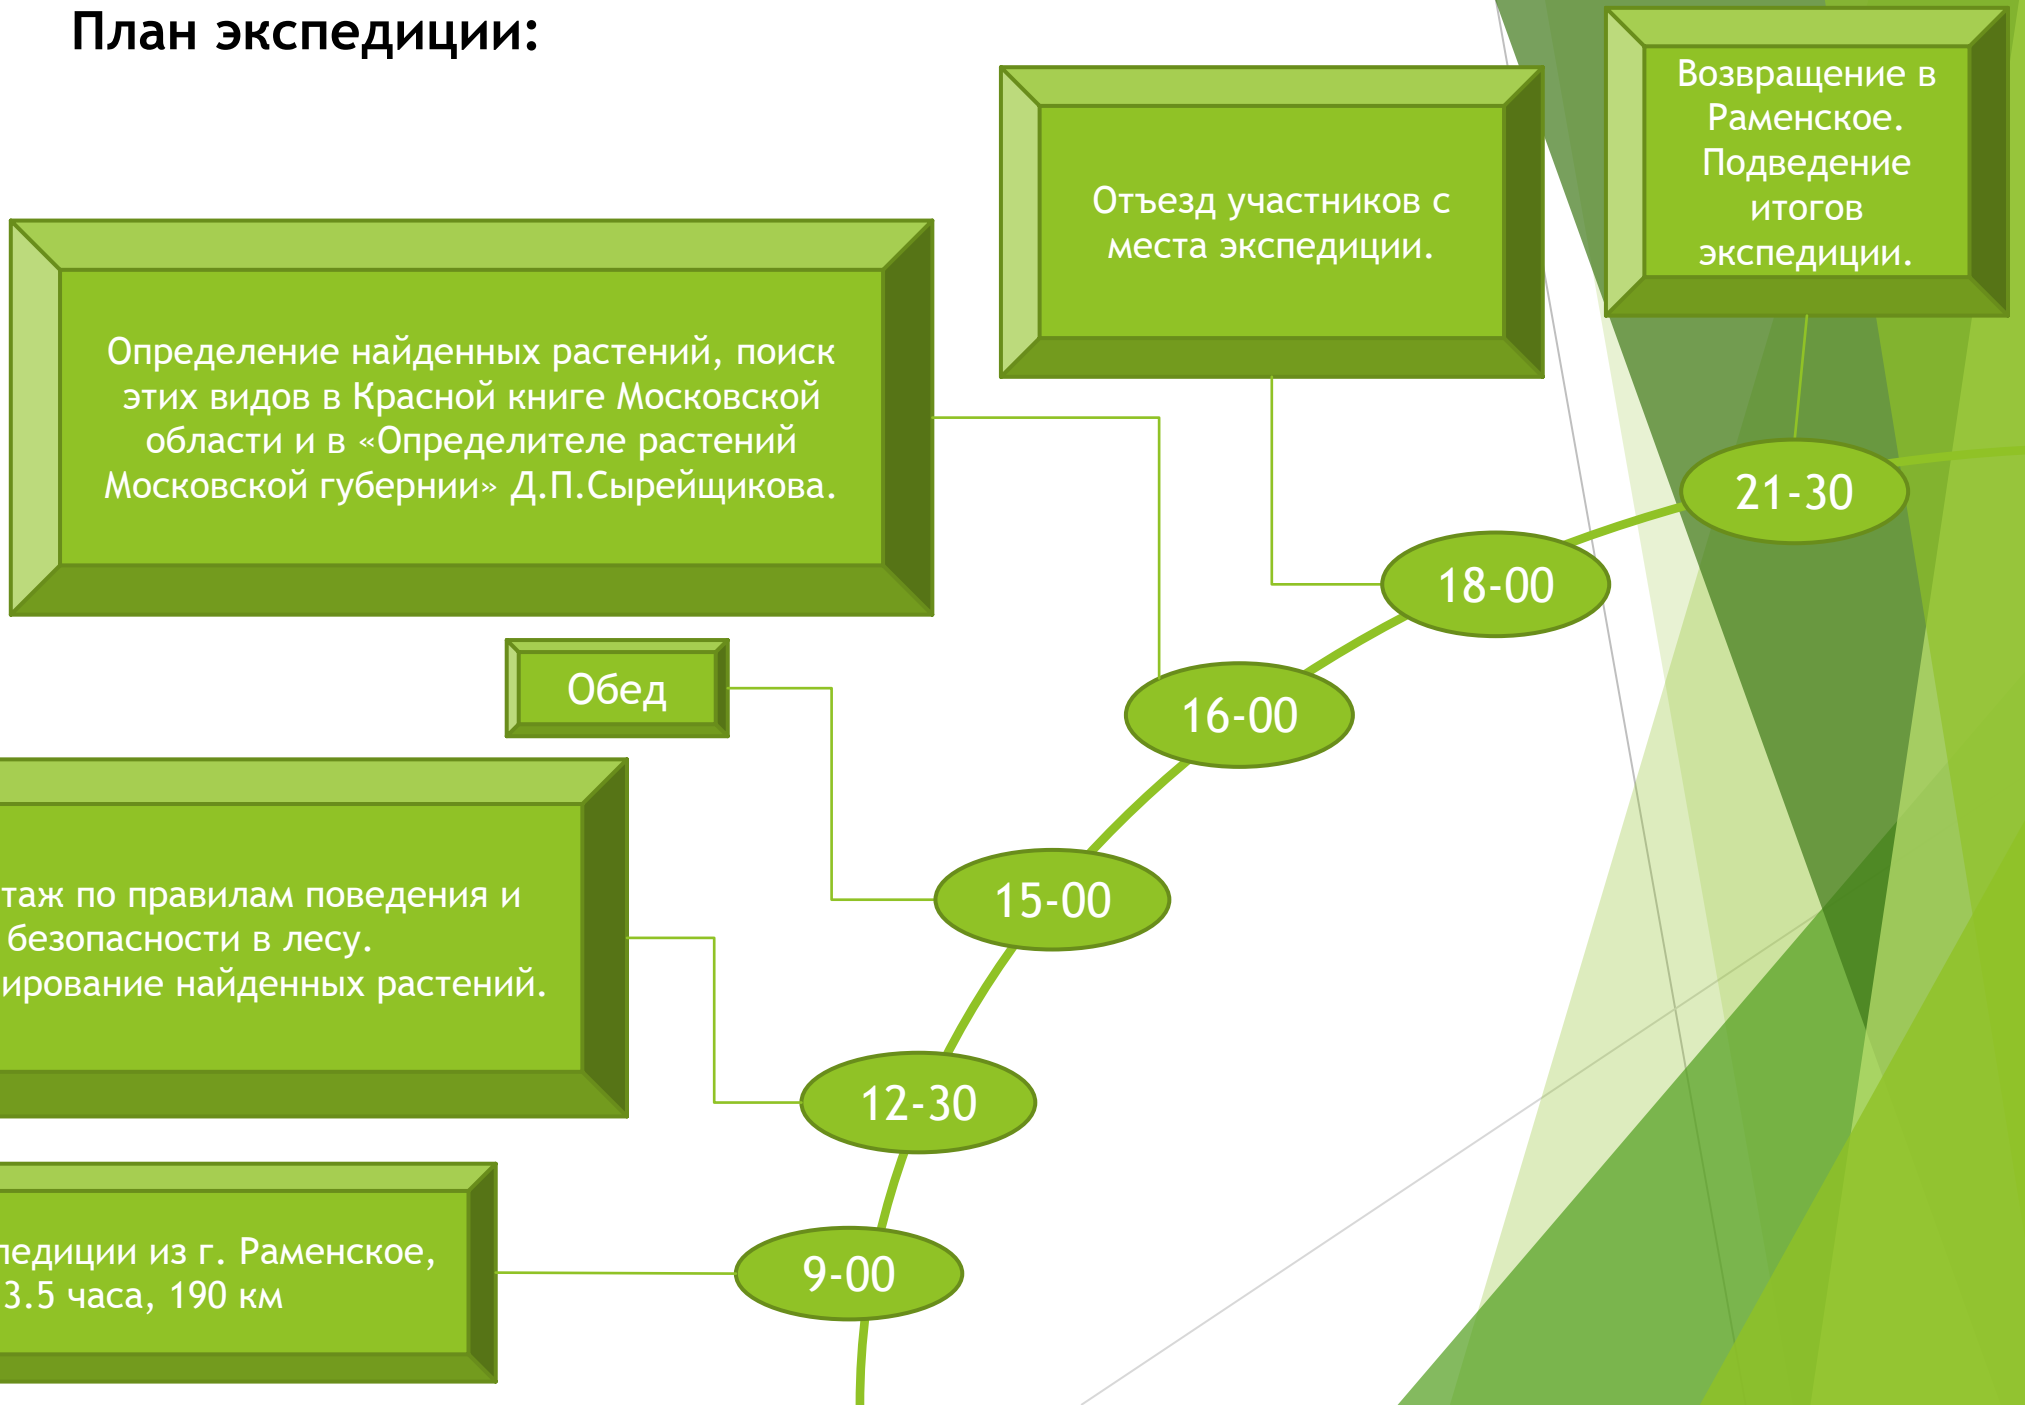 План экспедиции:
Возвращение в
Раменское.
Подведение
итогов
экспедиции.
Отъезд участников с
места экспедиции.
Определение найденных растений, поиск
этих видов в Красной книге Московской
области и в «Определителе растений
Московской губернии» Д.П.Сырейщикова.
21-30
18-00
Обед
16-00
таж по правилам поведения и
безопасности в лесу.
ирование найденных растений.
15-00
12-30
педиции из г. Раменское,
3.5 часа, 190 км
9-00